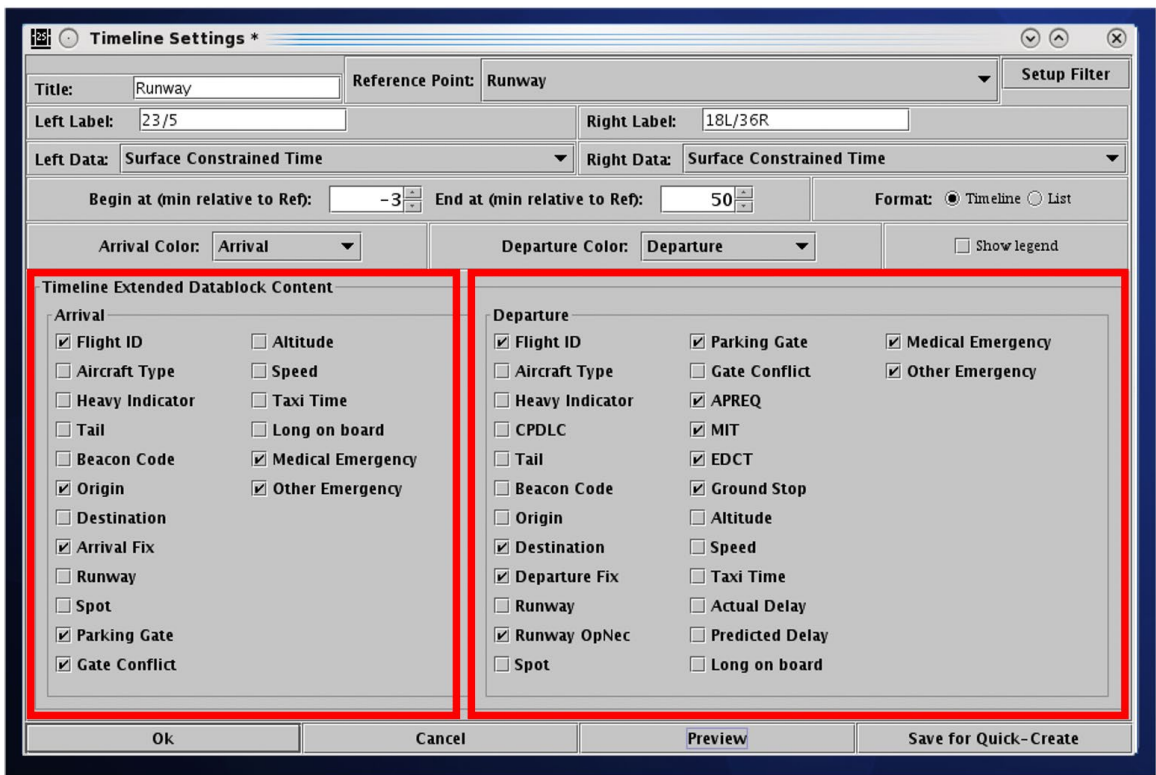 Timeline Settings *
Title: Runway Reference Point: Runway Setup Filter
Left Label: 23/5 Right Label: 18L/36R
Left Data: Surface Constrained Time Right Data: Surface Constrained Time
Begin at (min relative to Ref): -3 End at (min relative to Ref): 50 Format: Timeline List
Arrival Color: Arrival Departure Color: Departure Show legend
Timeline Extended Datablock Content
Arrival
Flight ID Altitude
Aircraft Type Speed
Heavy Indicator Taxi Time
Tail Long on board
Beacon Code Medical Emergency
Origin Other Emergency
Destination
Arrival Fix
Runway
Spot
Parking Gate
Gate Conflict
Departure
Flight ID Parking Gate Medical Emergency
Aircraft Type Gate Conflict Other Emergency
Heavy Indicator APREQ
CPDLC MIT
Tail EDCT
Beacon Code Ground Stop
Origin Altitude
Destination Speed
Departure Fix Taxi Time
Runway Actual Delay
Runway OpNec Predicted Delay
Spot Long on board
Ok Cancel Preview Save for Quick-Create